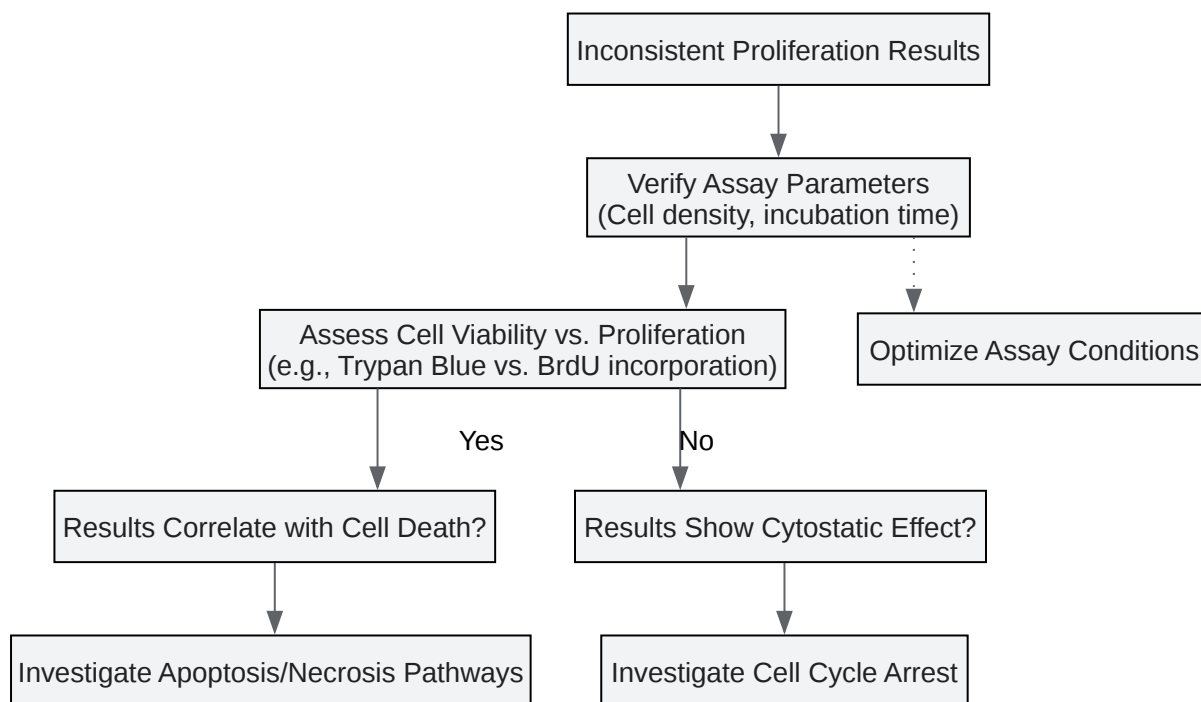 Inconsistent Proliferation Results
Verify Assay Parameters
(Cell density, incubation time)
Assess Cell Viability vs. Proliferation
(e.g., Trypan Blue vs. BrdU incorporation)
Optimize Assay Conditions
Yes
No
Results Correlate with Cell Death?
Results Show Cytostatic Effect?
Investigate Apoptosis/Necrosis Pathways
Investigate Cell Cycle Arrest